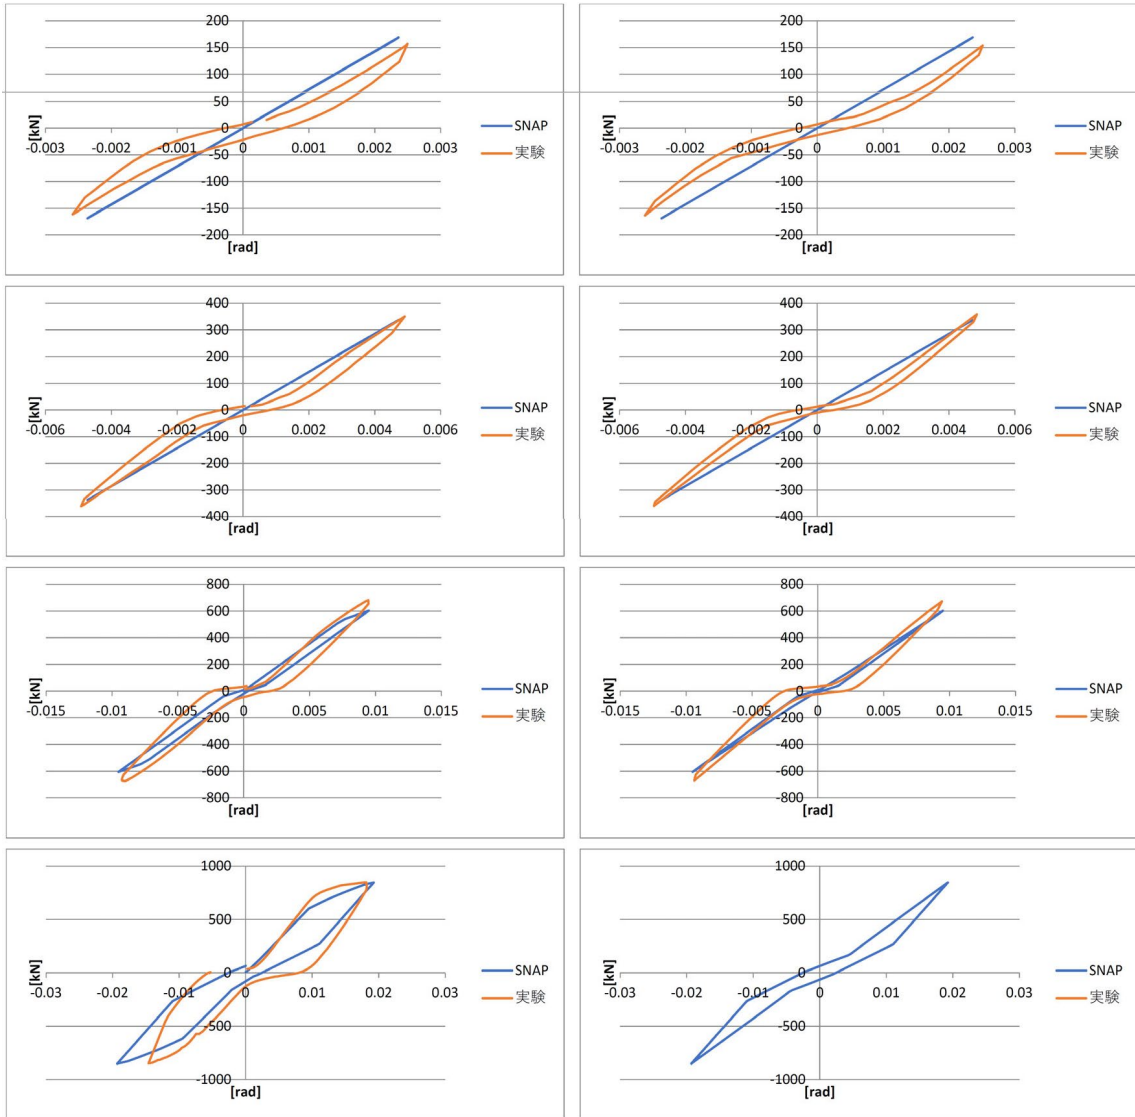 200
150
100
50
0
-50
-100
-150
-200
-0.003 -0.002 -0.001 0 0.001 0.002 0.003
[kN]
[rad]
SNAP
実験
200
150
100
50
0
-50
-100
-150
-200
-0.003 -0.002 -0.001 0 0.001 0.002 0.003
[kN]
[rad]
SNAP
実験
400
300
200
100
0
-100
-200
-300
-400
-0.006 -0.004 -0.002 0 0.002 0.004 0.006
[kN]
[rad]
SNAP
実験
400
300
200
100
0
-100
-200
-300
-400
-0.006 -0.004 -0.002 0 0.002 0.004 0.006
[kN]
[rad]
SNAP
実験
800
600
400
200
0
-200
-400
-600
-800
-0.015 -0.01 -0.005 0 0.005 0.01 0.015
[kN]
[rad]
SNAP
実験
800
600
400
200
0
-200
-400
-600
-800
-0.015 -0.01 -0.005 0 0.005 0.01 0.015
[kN]
[rad]
SNAP
実験
1000
500
0
-500
-1000
-0.03 -0.02 -0.01 0 0.01 0.02 0.03
[kN]
[rad]
SNAP
実験
1000
500
0
-500
-1000
-0.03 -0.02 -0.01 0 0.01 0.02 0.03
[kN]
[rad]
SNAP
実験